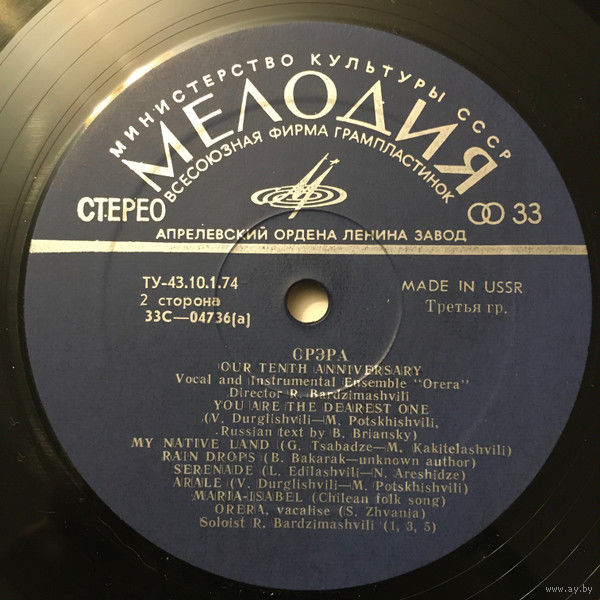 МИНИСТЕРСТВО КУЛЬТУРЫ СССР
МЕЛОДИЯ
ВСЕСОЮЗНАЯ ФИРМА ГРАМПЛАСТИНОК
СТЕРЕО
33
АПРЕЛЕВСКИЙ ОРДЕНА ЛЕНИНА ЗАВОД
ТУ-43.10.1.74
MADE IN USSR
2 сторона
Третья гр.
33С—04736(а)
ОРЭРА
OUR TENTH ANNIVERSARY
Vocal and Instrumental Ensemble "Orera"
Director R. Bardzimashvili
YOU ARE THE DEAREST ONE
(V. Durglishvili—M. Potskhishvili,
Russian text by B. Briansky)
MY NATIVE LAND (G. Tsabadze—M. Kakitelashvili)
RAIN DROPS (B. Bakarak—unknown author)
SERENADE (L. Edilashvili—N. Areshidze)
ARALE (V. Durglishvili—M. Potskhishvili)
MARIA-ISABEL (Chilean folk song)
ORERA, vocalise (S. Zhvania)
Soloist R. Bardzimashvili (1, 3, 5)
www.ay.by